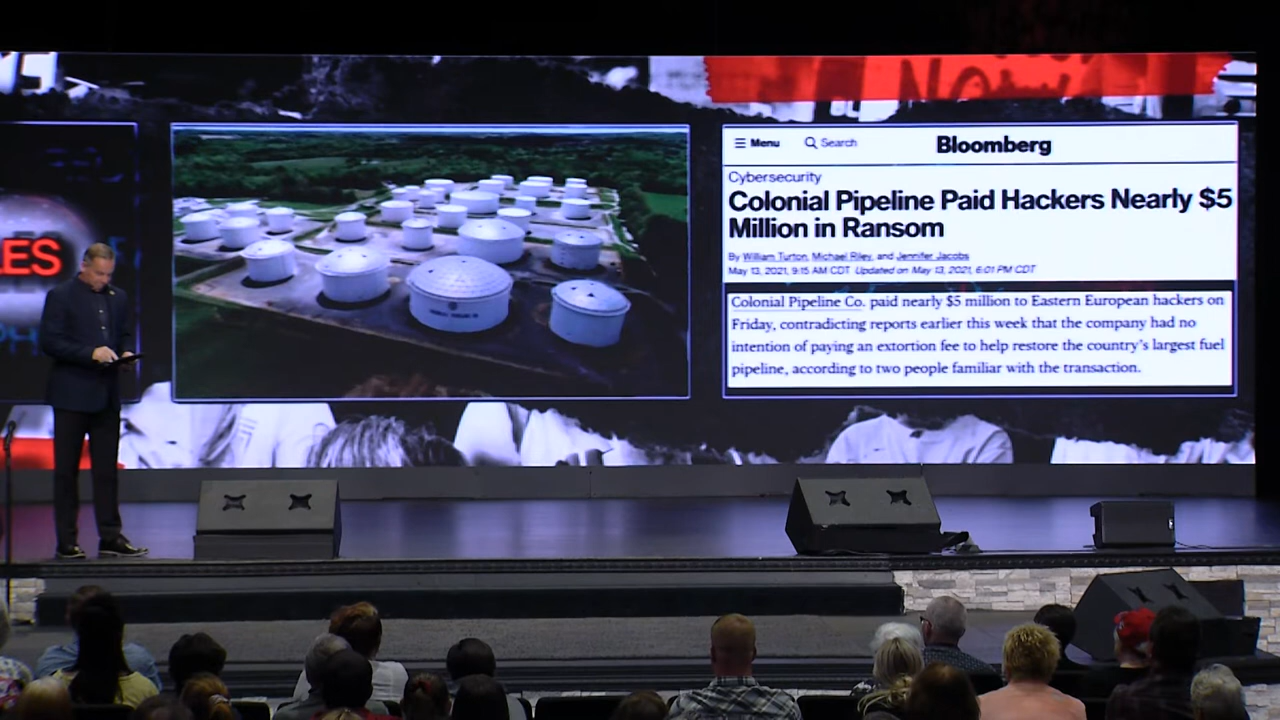 NOW
Menu Search Bloomberg
Cybersecurity
Colonial Pipeline Paid Hackers Nearly $5
Million in Ransom
By William Turton, Michael Riley, and Jennifer Jacobs
May 13, 2021, 9:15 AM CDT Updated on May 13, 2021, 6:01 PM CDT
Colonial Pipeline Co. paid nearly $5 million to Eastern European hackers on
Friday, contradicting reports earlier this week that the company had no
intention of paying an extortion fee to help restore the country's largest fuel
pipeline, according to two people familiar with the transaction.
LES
PH